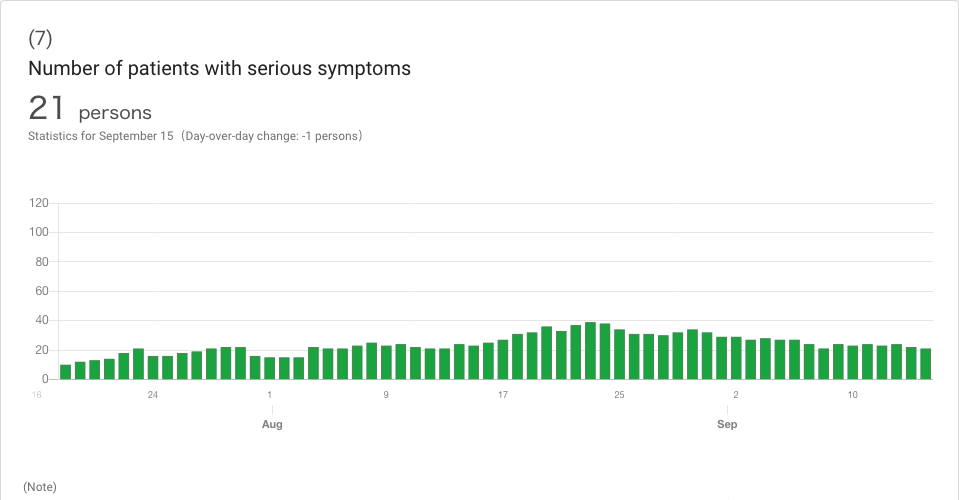 (7)
Number of patients with serious symptoms
21 persons
Statistics for September 15（Day-over-day change: -1 persons）
120
100
80
60
40
20
0
16 24 1 9 17 25 2 10
Aug Sep
(Note)